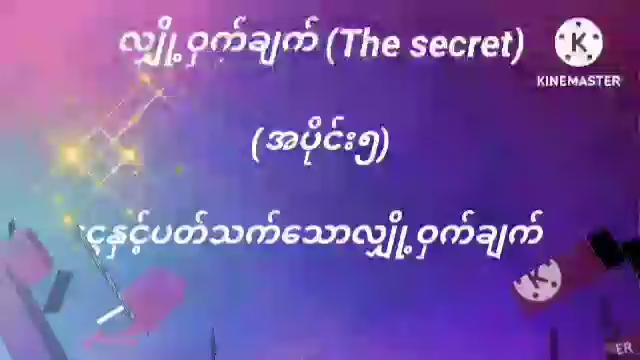 လျှို့ဝှက်ချက် (The secret)
KINEMASTER
(အပိုင်း၅)
နှင့်ပတ်သက်သောလျှို့ဝှက်ချက်
ER